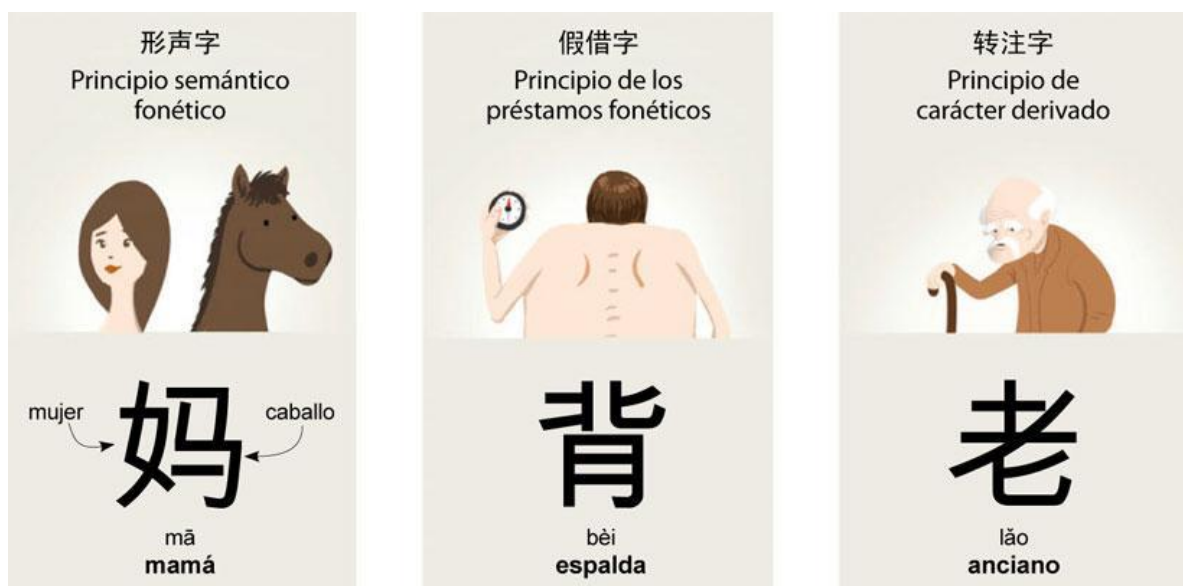 形声字
Principio semántico
fonético
mujer
caballo
妈
mā
mamá
假借字
Principio de los
préstamos fonéticos
背
bèi
espalda
转注字
Principio de
carácter derivado
老
lǎo
anciano